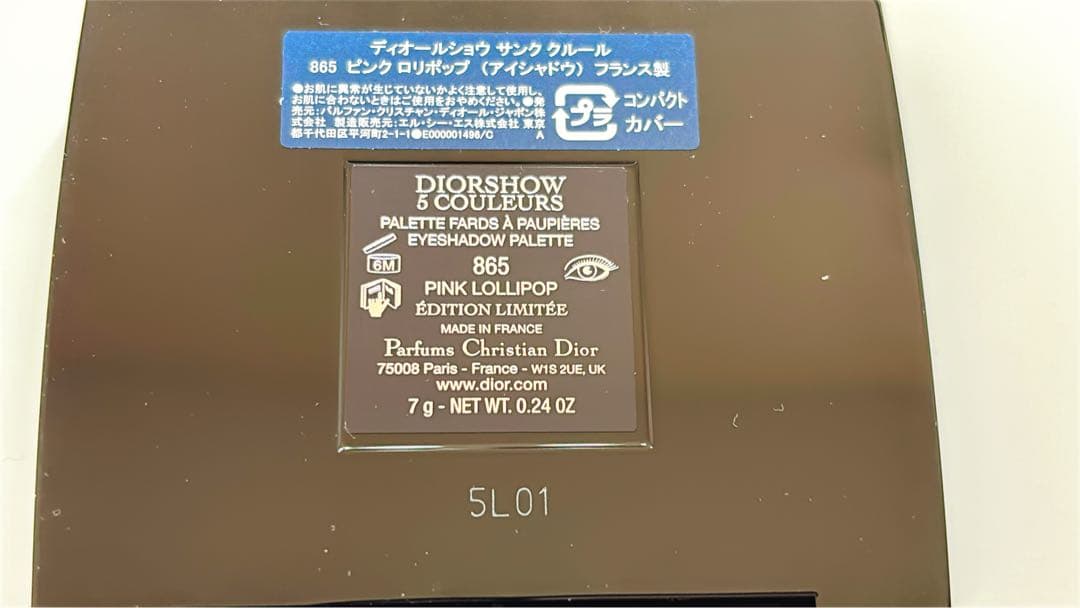 ディオールショウ サンク クルール
865 ピンク ロリポップ (アイシャドウ) フランス製
●お肌に異常が生じていないかよく注意して使用し、
お肌に合わないときはご使用をおやめください。●発
売元:パルファン・クリスチャン・ディオール・ジャポン株
式会社 製造販売元:エル・シー・エス株式会社 東京
都千代田区平河町2-1-1●E000001496/C A
プラ
コンパクト
カバー
DIORSHOW
5 COULEURS
PALETTE FARDS À PAUPIÈRES
EYESHADOW PALETTE
6M
865
PINK LOLLIPOP
ÉDITION LIMITÉE
MADE IN FRANCE
Parfums Christian Dior
75008 Paris - France - W1S 2UE, UK
www.dior.com
7 g - NET WT. 0.24 OZ
5L01